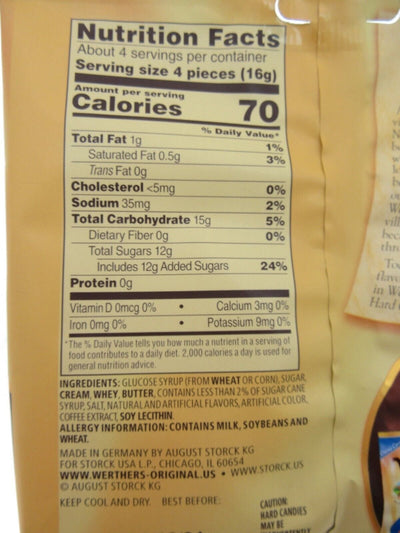 Nutrition Facts
About 4 servings per container
Serving size 4 pieces (16g)
Amount per serving
Calories 70
% Daily Value*
Total Fat 1g 1%
Saturated Fat 0.5g 3%
Trans Fat 0g
Cholesterol <5mg 0%
Sodium 35mg 2%
Total Carbohydrate 15g 5%
Dietary Fiber 0g 0%
Total Sugars 12g
Includes 12g Added Sugars 24%
Protein 0g
Vitamin D 0mcg 0% • Calcium 3mg 0%
Iron 0mg 0% • Potassium 9mg 0%
*The % Daily Value tells you how much a nutrient in a serving of
food contributes to a daily diet. 2,000 calories a day is used for
general nutrition advice.
INGREDIENTS: GLUCOSE SYRUP (FROM WHEAT OR CORN), SUGAR,
CREAM, WHEY, BUTTER, CONTAINS LESS THAN 2% OF SUGAR CANE
SYRUP, SALT, NATURAL AND ARTIFICIAL FLAVORS, ARTIFICIAL COLOR,
COFFEE EXTRACT, SOY LECITHIN.
ALLERGY INFORMATION: CONTAINS MILK, SOYBEANS AND
WHEAT.
MADE IN GERMANY BY AUGUST STORCK KG
FOR STORCK USA L.P., CHICAGO, IL 60654
WWW.WERTHERS-ORIGINAL.US • WWW.STORCK.US
© AUGUST STORCK KG
KEEP COOL AND DRY. BEST BEFORE:
CAUTION:
HARD CANDIES
MAY BE
in We
Hard